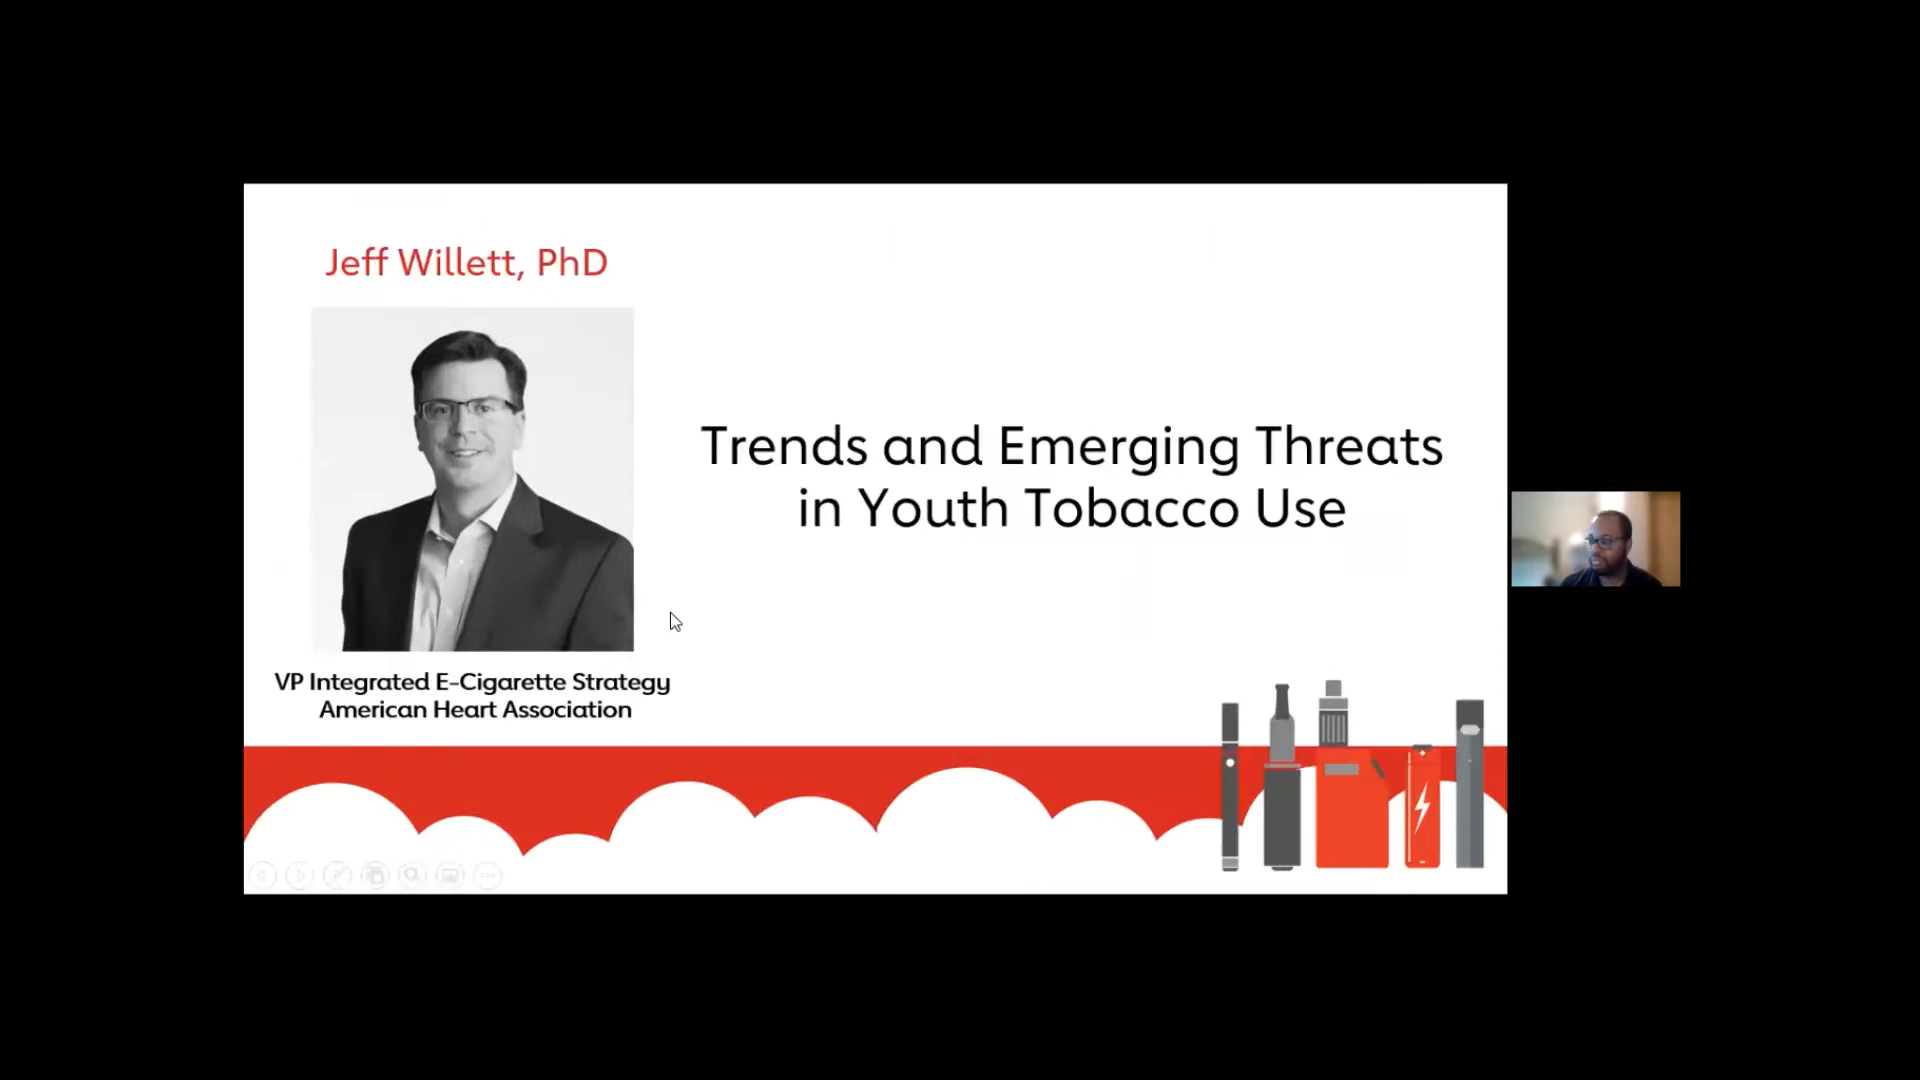 Jeff Willett, PhD
Trends and Emerging Threats
in Youth Tobacco Use
VP Integrated E-Cigarette Strategy
American Heart Association